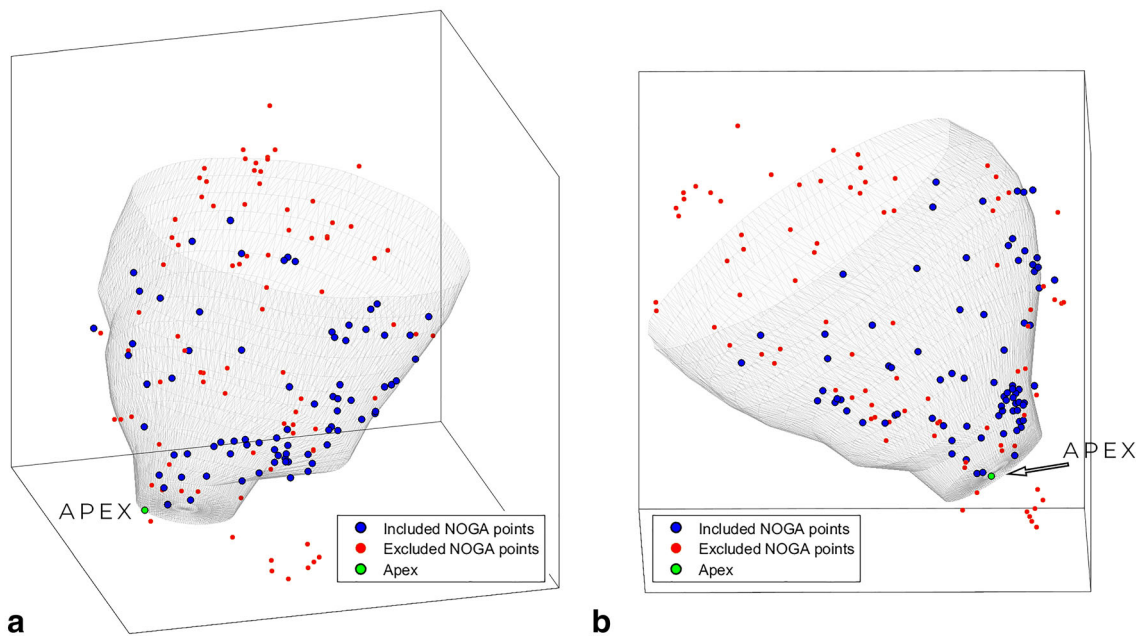 APEX
Included NOGA points
Excluded NOGA points
Apex
a
APEX
Included NOGA points
Excluded NOGA points
Apex
b